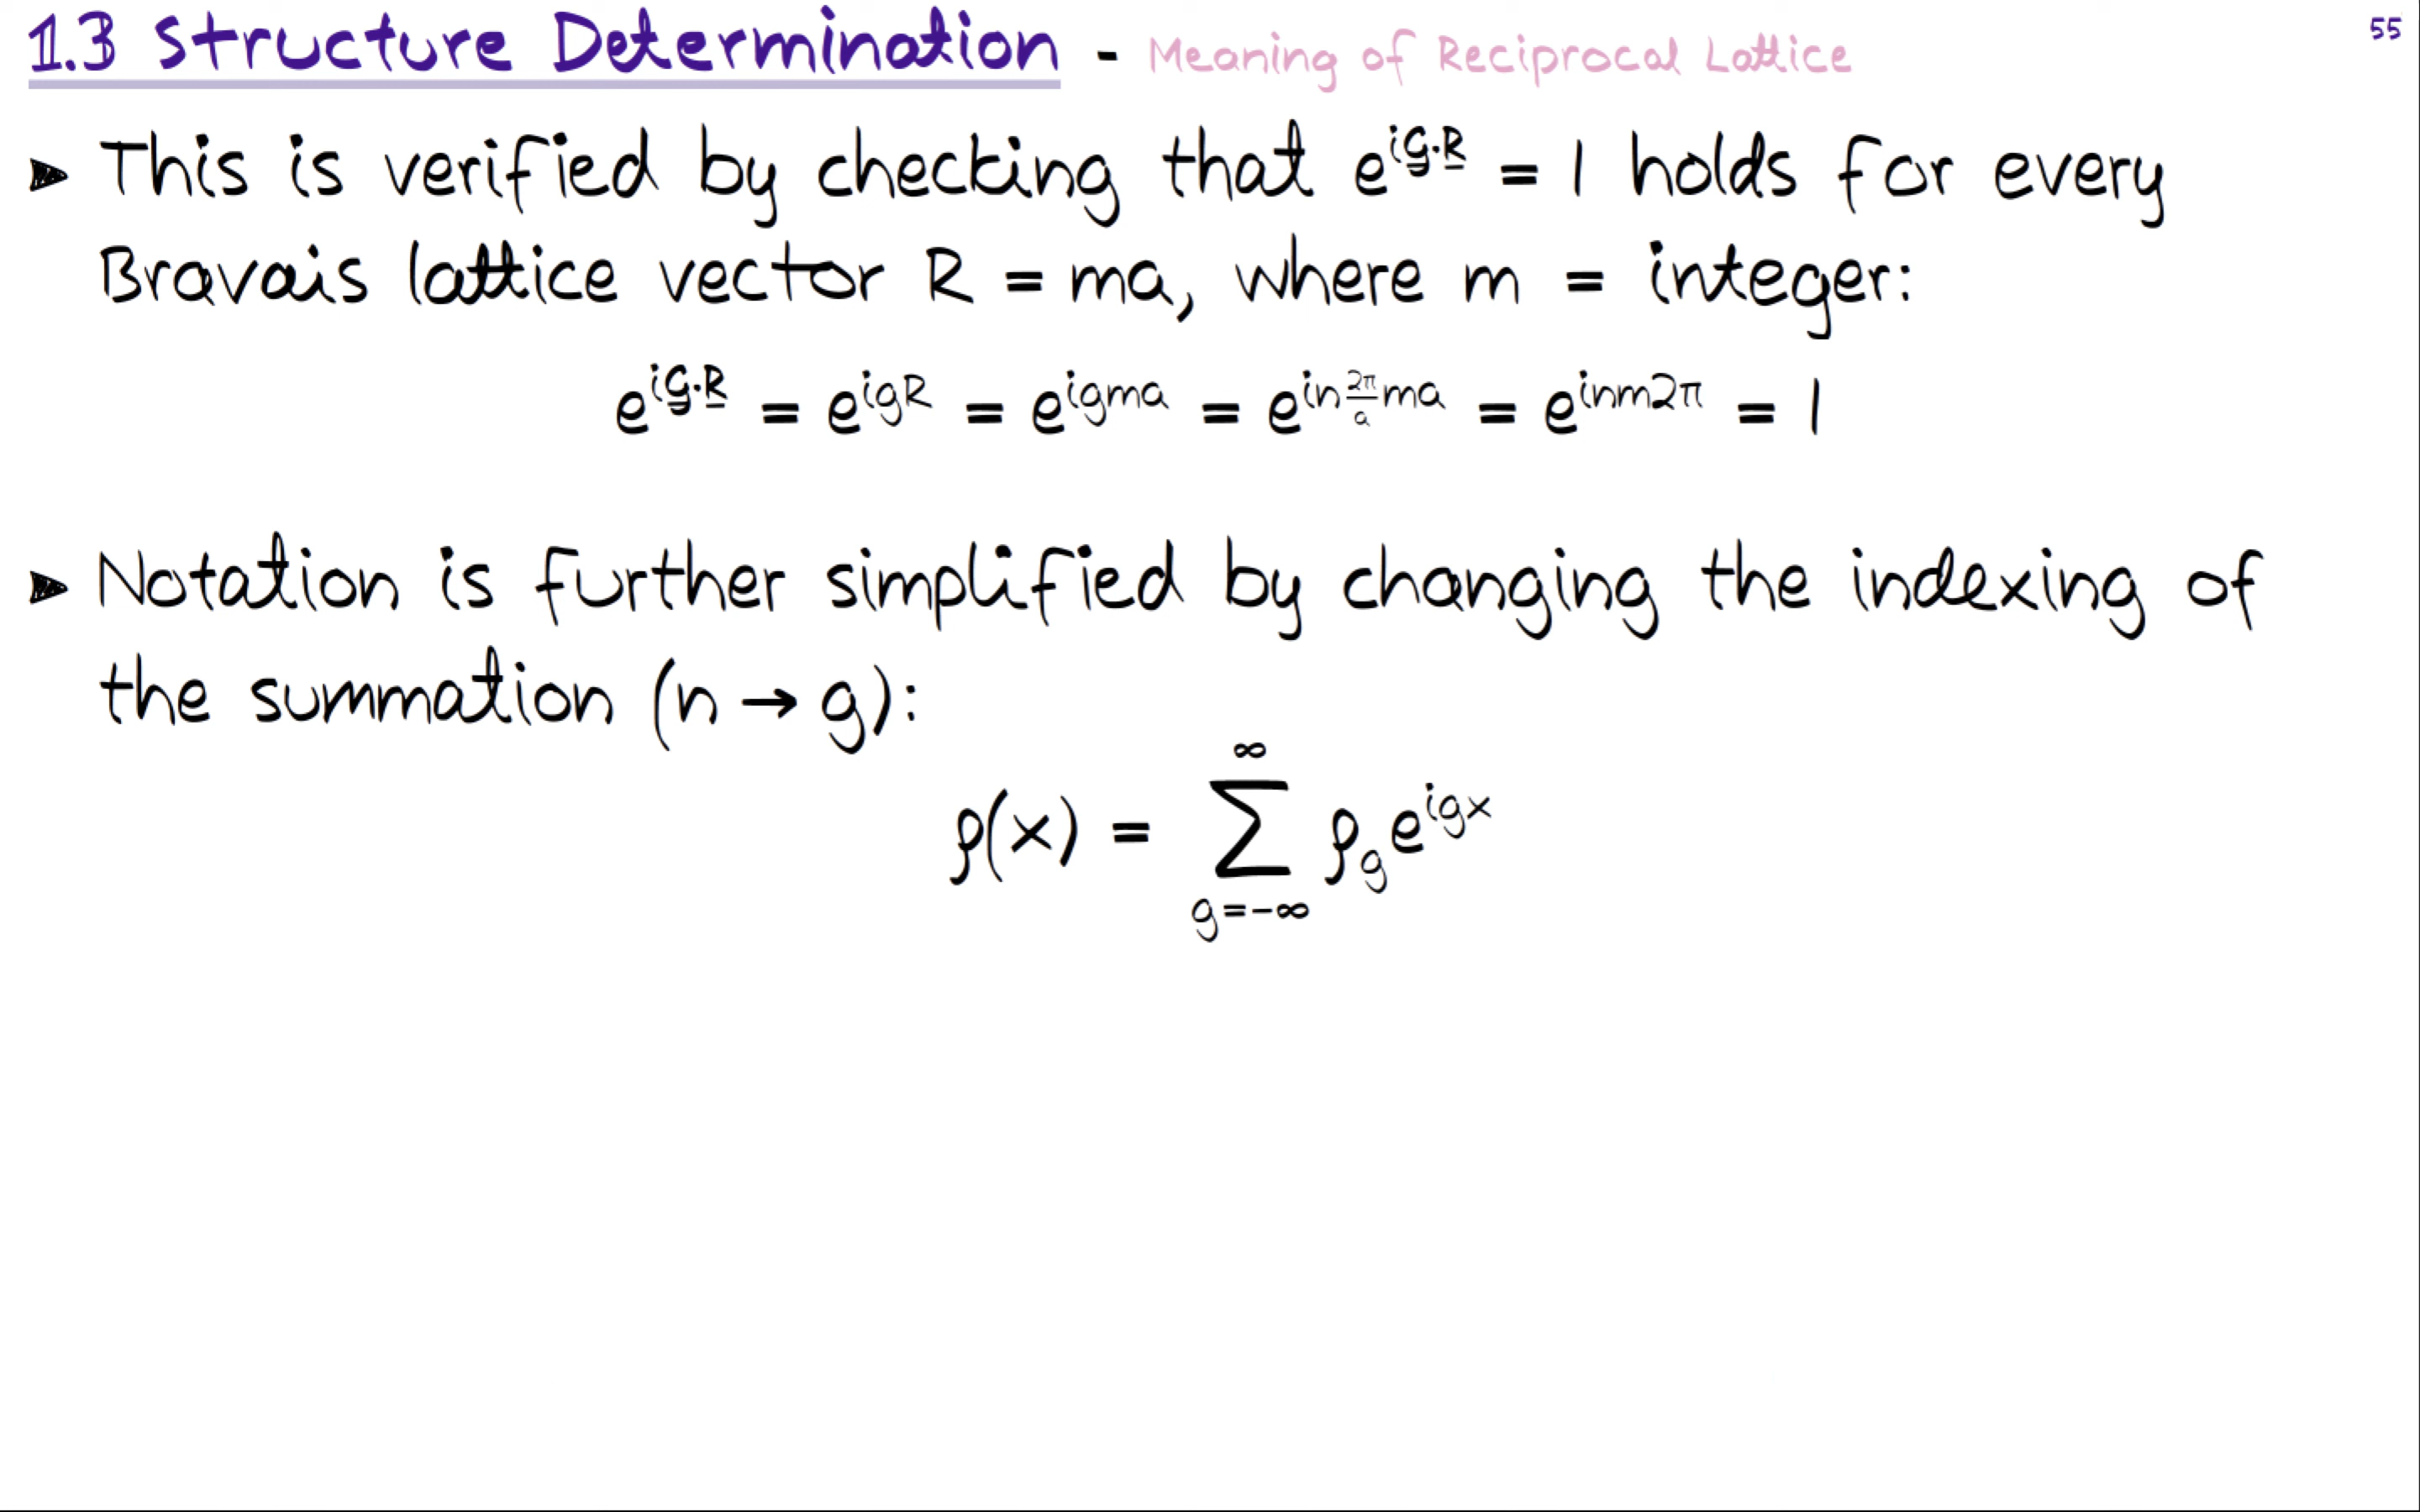 1.3 Structure Determination - Meaning of Reciprocal Lattice
55
▸ This is verified by checking that e^{iG·R} = 1 holds for every
Bravais lattice vector R = ma, where m = integer:
e^{iG·R} = e^{igR} = e^{igma} = e^{in\frac{2π}{a}ma} = e^{inm2π} = 1
▸ Notation is further simplified by changing the indexing of
the summation (n → g):
ρ(x) = \sum_{g=-∞}^{∞} ρ_g e^{igx}